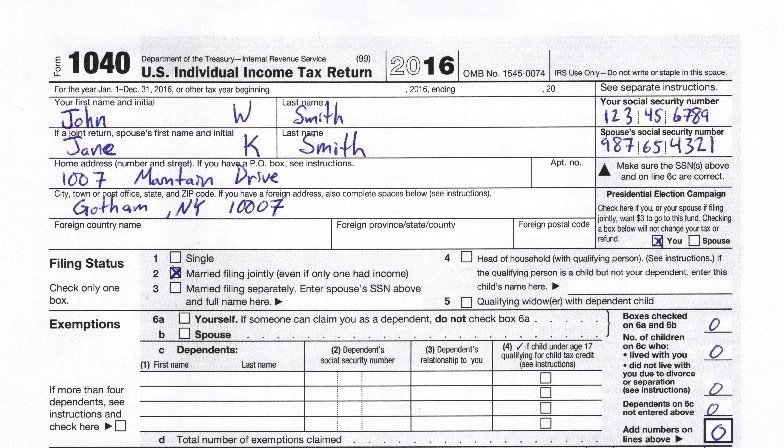 Form 1040 Department of the Treasury—Internal Revenue Service (99) U.S. Individual Income Tax Return 2016 OMB No. 1545-0074 IRS Use Only—Do not write or staple in this space.
For the year Jan. 1–Dec. 31, 2016, or other tax year beginning , 2016, ending , 20 See separate instructions.
Your first name and initial Last name Your social security number
John W Smith 123 45 6789
If a joint return, spouse's first name and initial Last name Spouse's social security number
Jane K Smith 987 65 4321
Home address (number and street). If you have a P.O. box, see instructions. Apt. no.
1007 Mantain Drive
▲ Make sure the SSN(s) above and on line 6c are correct.
City, town or post office, state, and ZIP code. If you have a foreign address, also complete spaces below (see instructions).
Gotham , NY 10007
Foreign country name Foreign province/state/county Foreign postal code
Presidential Election Campaign
Check here if you, or your spouse if filing
jointly, want $3 to go to this fund. Checking
a box below will not change your tax or
refund. You Spouse
Filing Status
Check only one
box.
1 Single
2 Married filing jointly (even if only one had income)
3 Married filing separately. Enter spouse's SSN above
and full name here. ▶
4 Head of household (with qualifying person). (See instructions.) If
the qualifying person is a child but not your dependent, enter this
child's name here. ▶
5 Qualifying widow(er) with dependent child
Exemptions
6a Yourself. If someone can claim you as a dependent, do not check box 6a . . . . .
b Spouse . . . . . . . . . . . . . . . . . . . .
c Dependents:
(1) First name Last name
(2) Dependent's
social security number
(3) Dependent's
relationship to you
(4) ✓ if child under age 17
qualifying for child tax credit
(see instructions)
If more than four
dependents, see
instructions and
check here ▶
d Total number of exemptions claimed . . . . . . . . . . . . . . . . .
Boxes checked
on 6a and 6b 0
No. of children
on 6c who:
• lived with you 0
• did not live with
you due to divorce
or separation
(see instructions) 0
Dependents on 6c
not entered above 0
Add numbers on
lines above ▶ 0